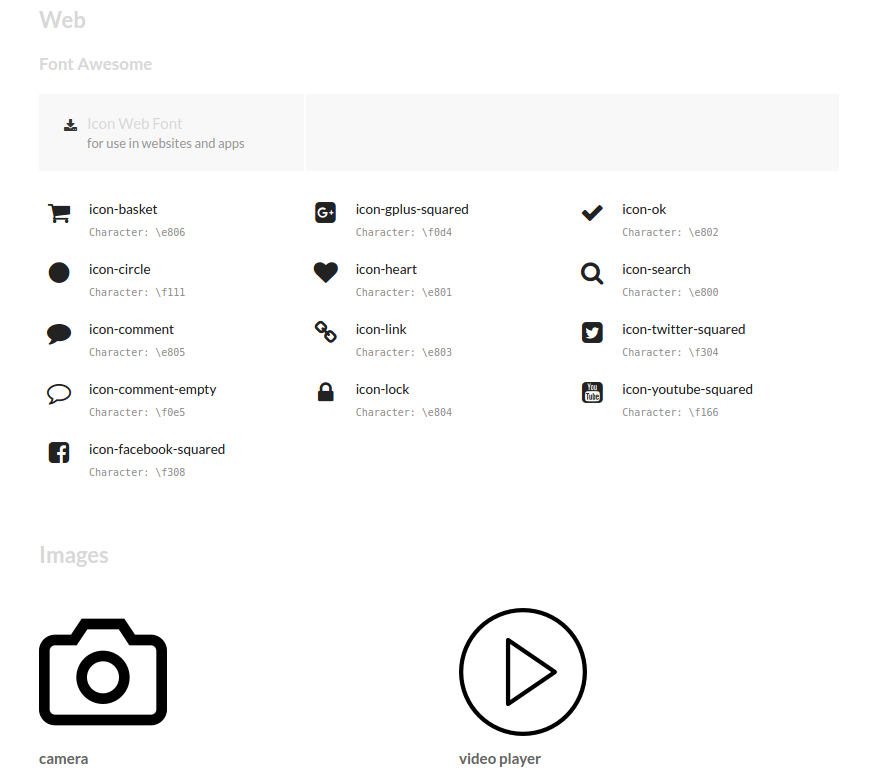 Web
Font Awesome
Icon Web Font
for use in websites and apps
icon-basket
Character: \e806
icon-gplus-squared
Character: \f0d4
icon-ok
Character: \e802
icon-circle
Character: \f111
icon-heart
Character: \e801
icon-search
Character: \e800
icon-comment
Character: \e805
icon-link
Character: \e803
icon-twitter-squared
Character: \f304
icon-comment-empty
Character: \f0e5
icon-lock
Character: \e804
You
Tube
icon-youtube-squared
Character: \f166
icon-facebook-squared
Character: \f308
Images
camera
video player